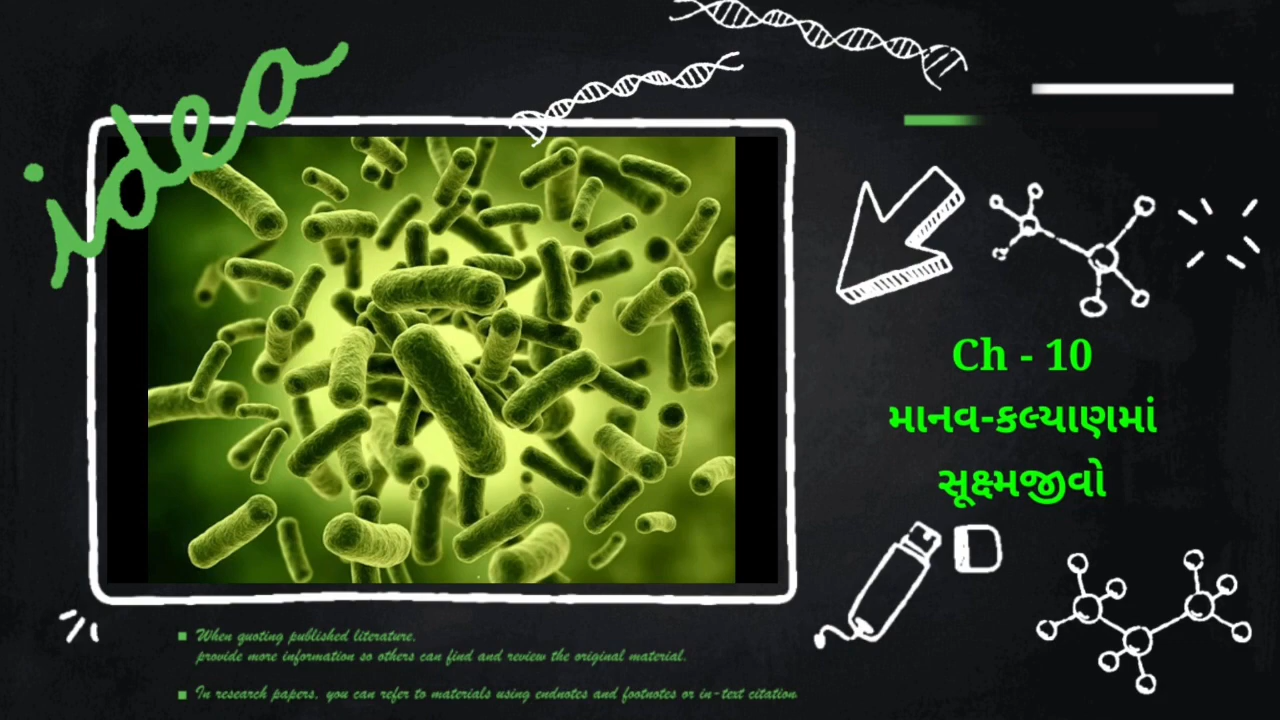 idea
Ch - 10
માનવ-કલ્યાણમાં
સૂક્ષ્મજીવો
When quoting published literature,
provide more information so others can find and review the original material.
In research papers, you can refer to materials using endnotes and footnotes or in-text citation